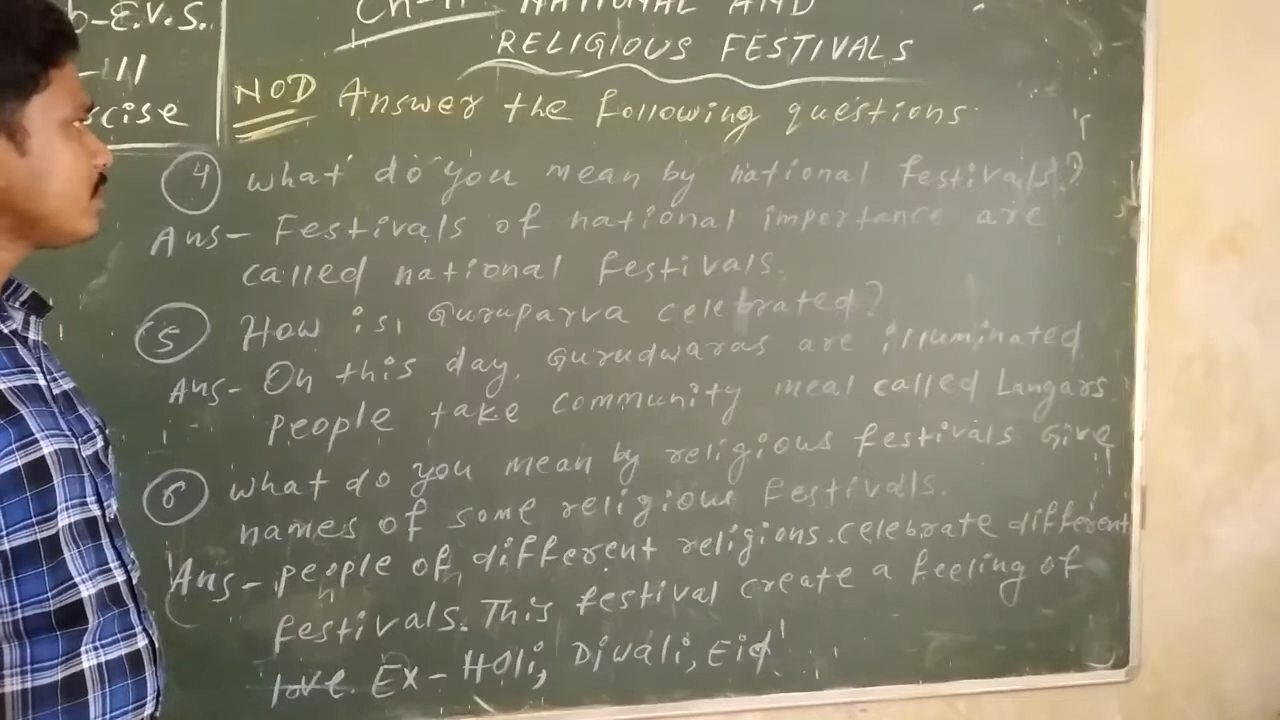 b-E.V.S.
-11
cise
Ch-11 NATIONAL AND
RELIGIOUS FESTIVALS
NOD Answer the following questions
4 What do you mean by national festivals?
Ans- Festivals of national importance are
called national festivals.
5 How is Guruparva celebrated?
Ans- On this day, Gurudwaras are illuminated
People take community meal called Langars
6 What do you mean by religious festivals Give
names of some religious festivals.
Ans- People of different religions.celebrate different
festivals. This festival create a feeling of
love. Ex- Holi, Diwali, Eid